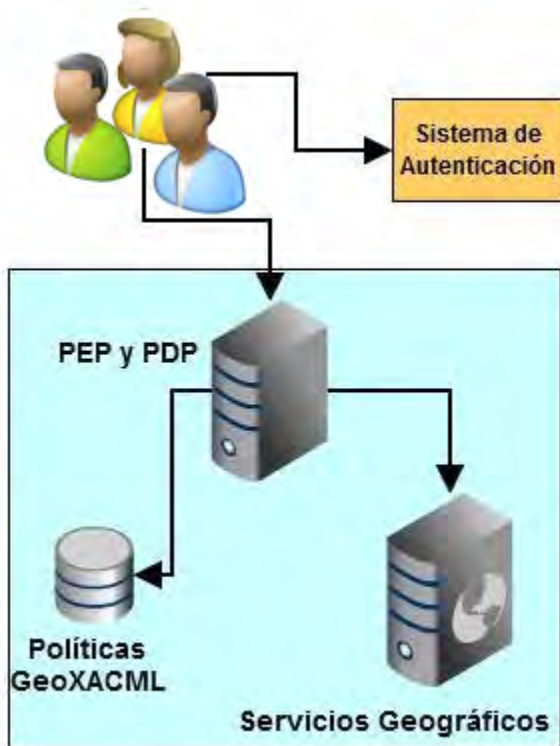 Sistema de
Autenticación
PEP y PDP
Políticas
GeoXACML
Servicios Geográficos